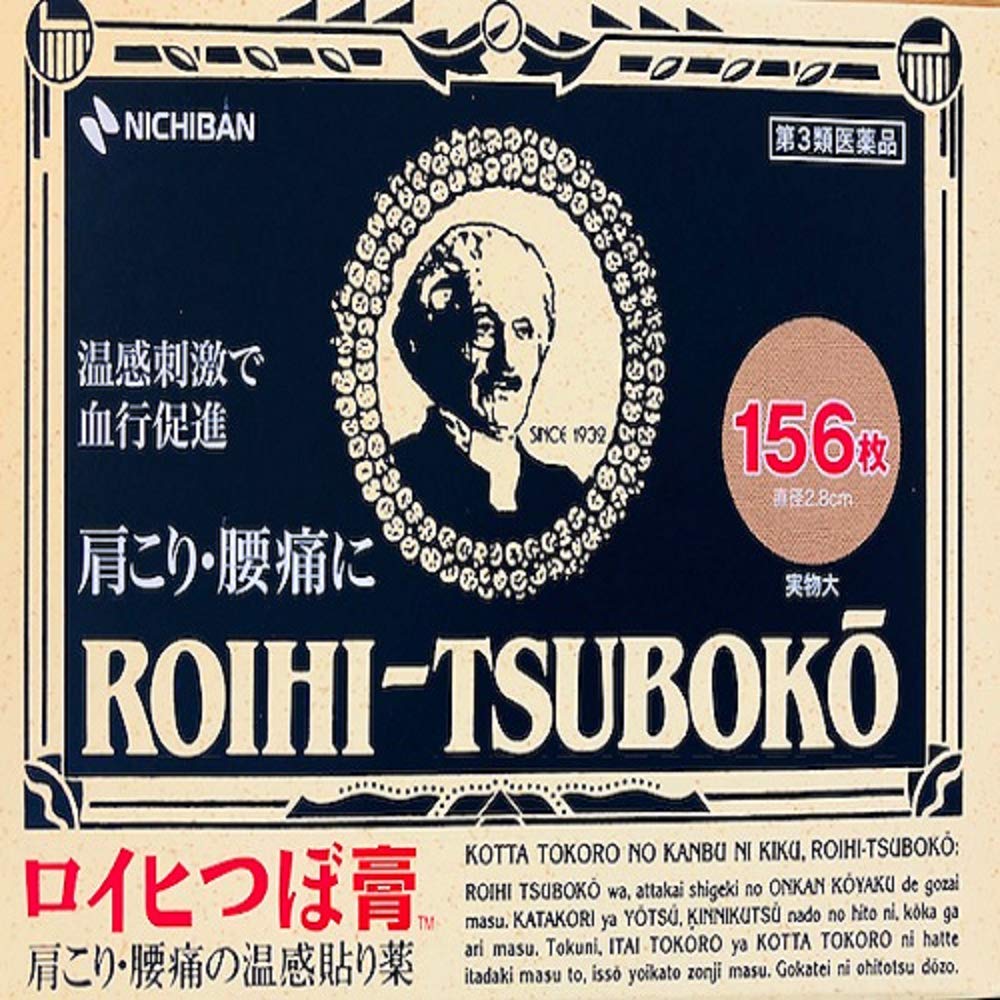 NICHIBAN
第3類医薬品
温感刺激で
血行促進
SINCE 1932
156枚
直径2.8cm
実物大
肩こり・腰痛に
ROIHI-TSUBOKŌ
ロイヒつぼ膏™
肩こり・腰痛の温感貼り薬
KOTTA TOKORO NO KANBU NI KIKU, ROIHI-TSUBOKŌ:
ROIHI TSUBOKŌ wa, attakai shigeki no ONKAN KŌYAKU de gozai
masu. KATAKORI ya YŌTSŪ, KINNIKUTSŪ nado no hito ni, kōka ga
ari masu. Tokuni, ITAI TOKORO ya KOTTA TOKORO ni hatte
itadaki masu to, issō yoikato zonji masu. Gokatei ni ohitotsu dōzo.